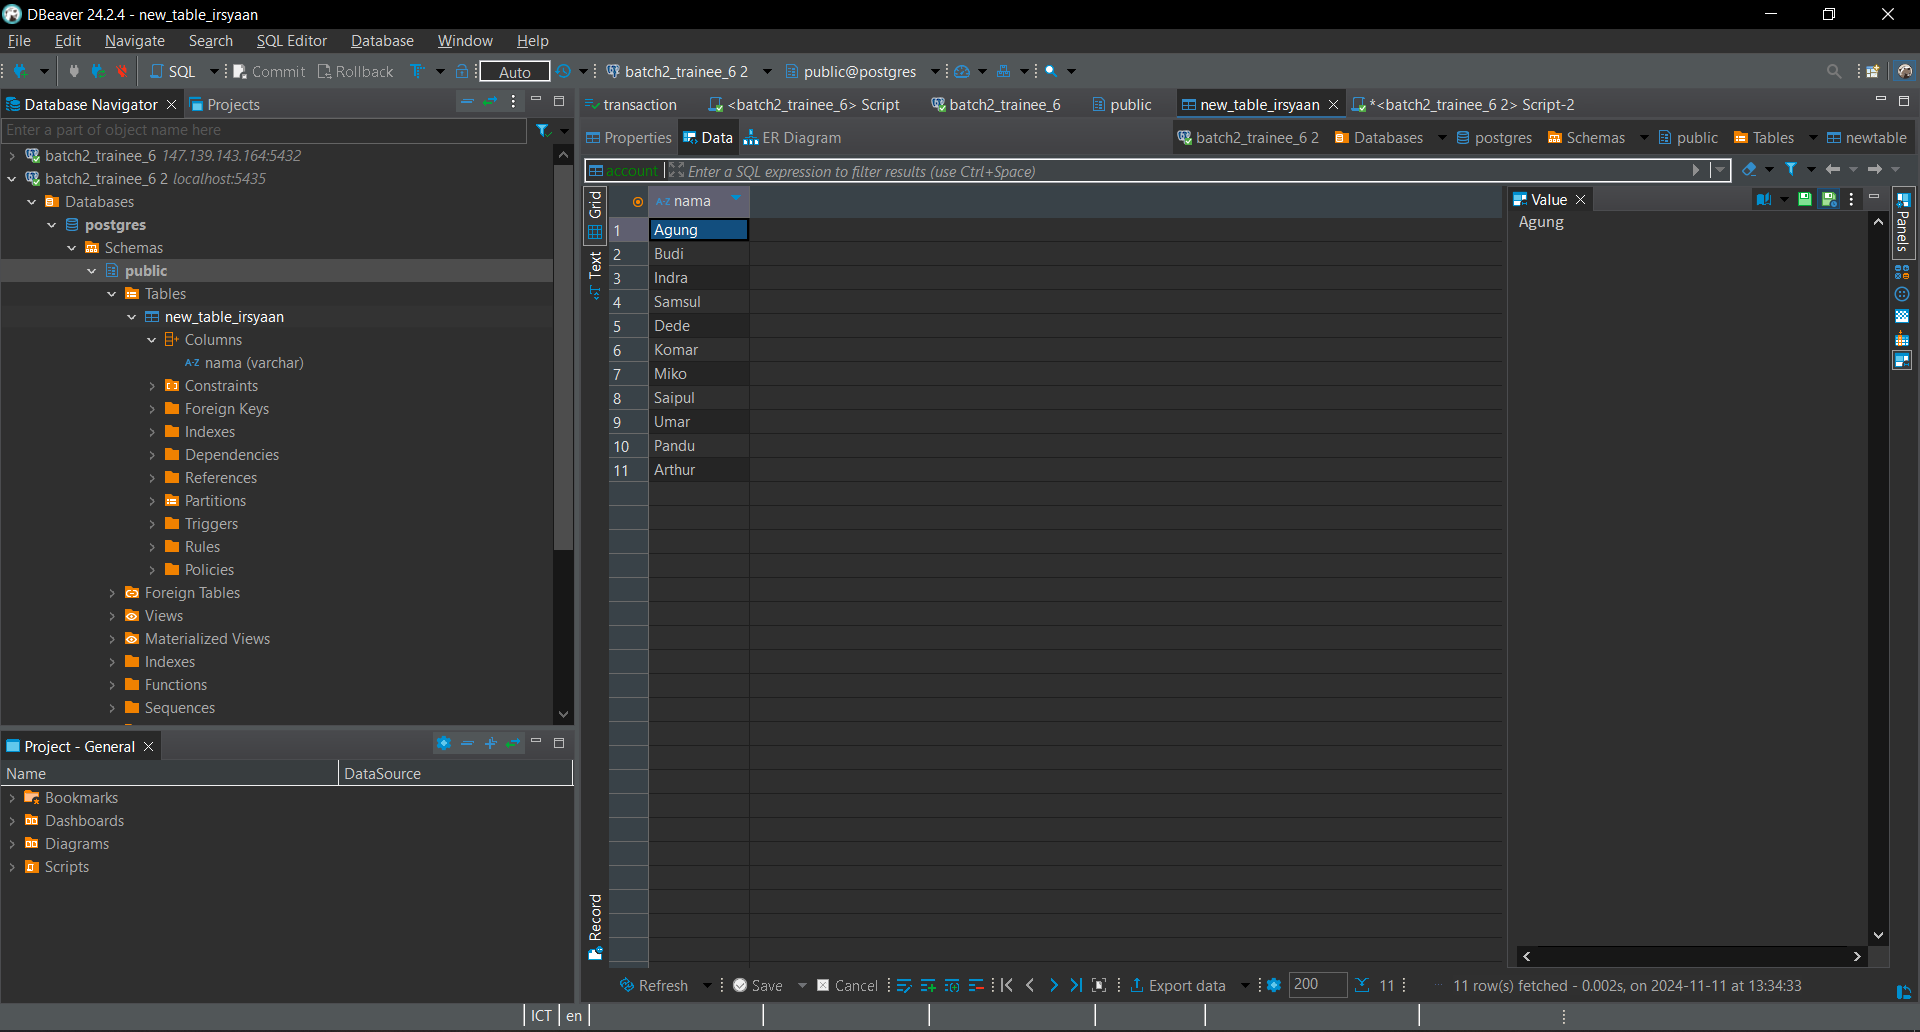 DBeaver 24.2.4 - new_table_irsyaan
File Edit Navigate Search SQL Editor Database Window Help
SQL Commit Rollback Auto batch2_trainee_6 2 public@postgres
Database Navigator Projects
Enter a part of object name here
batch2_trainee_6 147.139.143.164:5432
batch2_trainee_6 2 localhost:5435
Databases
postgres
Schemas
public
Tables
new_table_irsyaan
Columns
A-Z nama (varchar)
Constraints
Foreign Keys
Indexes
Dependencies
References
Partitions
Triggers
Rules
Policies
Foreign Tables
Views
Materialized Views
Indexes
Functions
Sequences
Project - General
Name DataSource
Bookmarks
Dashboards
Diagrams
Scripts
transaction <batch2_trainee_6> Script batch2_trainee_6 public new_table_irsyaan *<batch2_trainee_6 2> Script-2
Properties Data ER Diagram batch2_trainee_6 2 Databases postgres Schemas public Tables newtable
account Enter a SQL expression to filter results (use Ctrl+Space)
Grid
Text
Record
A-Z nama
1 Agung
2 Budi
3 Indra
4 Samsul
5 Dede
6 Komar
7 Miko
8 Saipul
9 Umar
10 Pandu
11 Arthur
Value
Agung
Panels
Refresh Save Cancel Export data 200 11 11 row(s) fetched - 0.002s, on 2024-11-11 at 13:34:33
ICT en